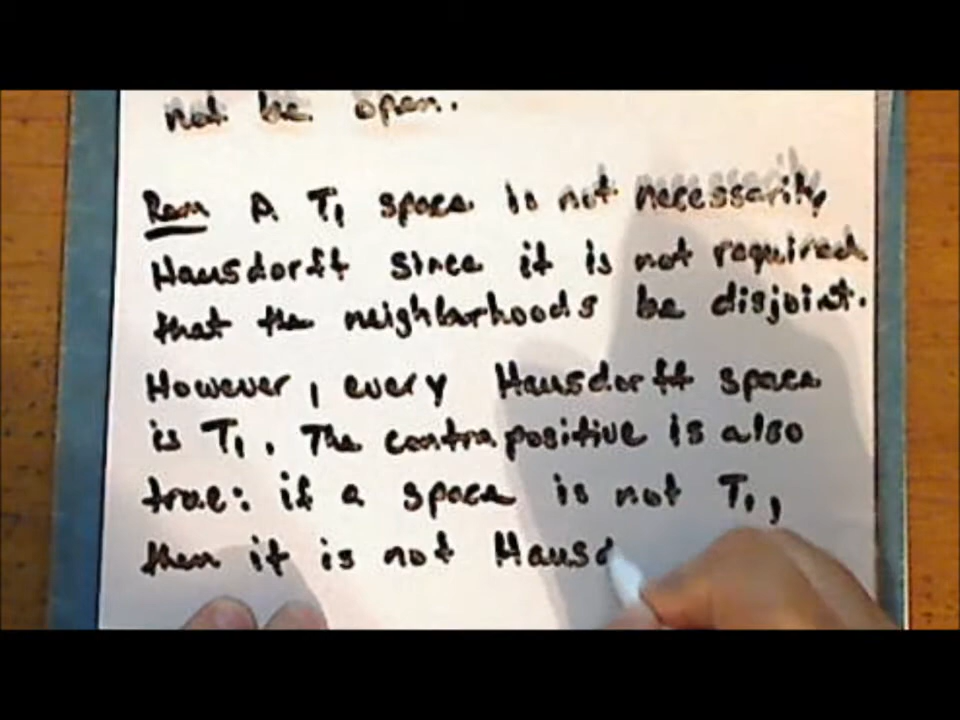 not be open.
Rem A T1 space is not necessarily
Hausdorff since it is not required
that the neighborhoods be disjoint.
However, every Hausdorff space
is T1. The contrapositive is also
true: if a space is not T1,
then it is not Hausd